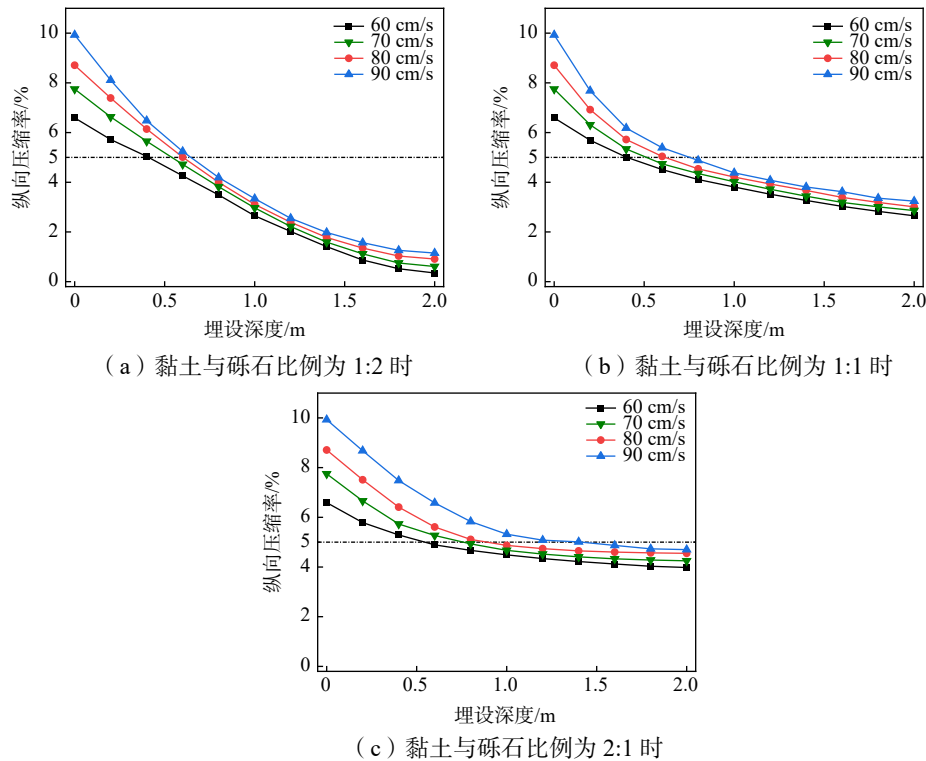 60 cm/s
70 cm/s
80 cm/s
90 cm/s
10
8
6
5
4
2
0
纵向压缩率/%
0 0.5 1.0 1.5 2.0
埋设深度/m
（a）黏土与砾石比例为 1:2 时
60 cm/s
70 cm/s
80 cm/s
90 cm/s
10
8
6
5
4
2
0
纵向压缩率/%
0 0.5 1.0 1.5 2.0
埋设深度/m
（b）黏土与砾石比例为 1:1 时
60 cm/s
70 cm/s
80 cm/s
90 cm/s
10
8
6
5
4
2
0
纵向压缩率/%
0 0.5 1.0 1.5 2.0
埋设深度/m
（c）黏土与砾石比例为 2:1 时